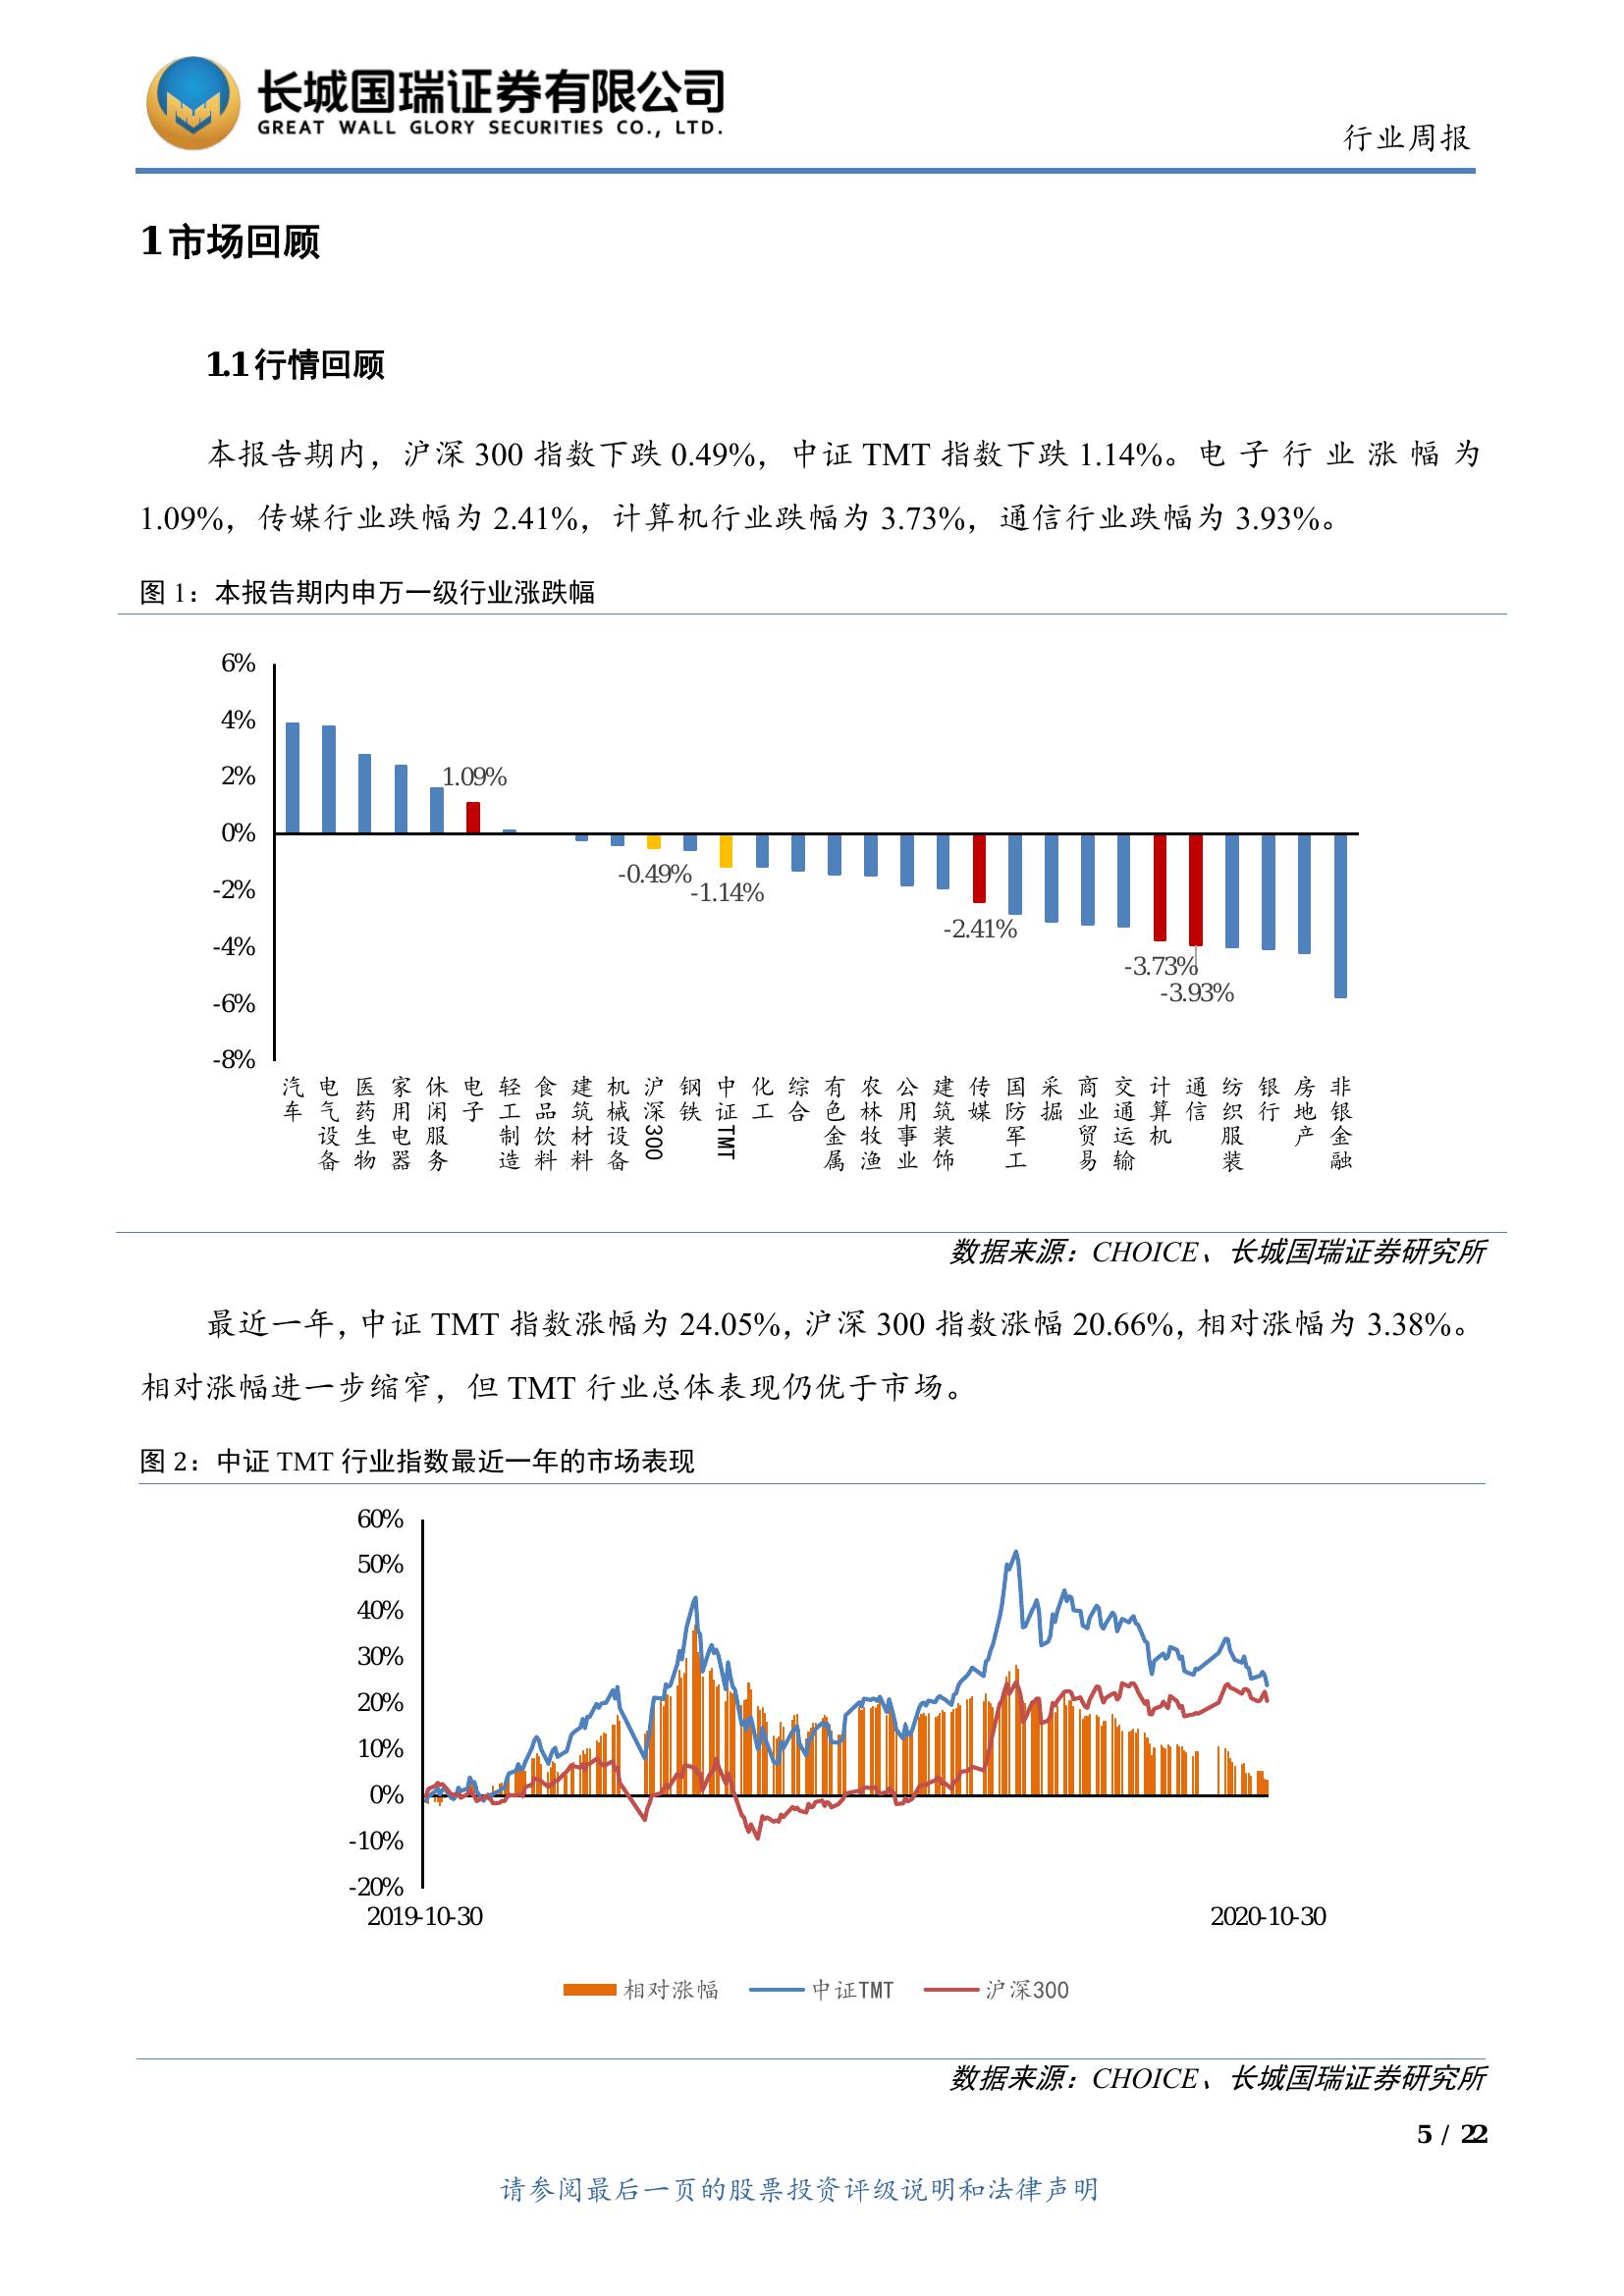 长城国瑞证券有限公司
GREAT WALL GLORY SECURITIES CO., LTD.
行业周报
1 市场回顾
1.1 行情回顾
本报告期内，沪深 300 指数下跌 0.49%，中证 TMT 指数下跌 1.14%。电 子 行 业 涨 幅 为
1.09%，传媒行业跌幅为 2.41%，计算机行业跌幅为 3.73%，通信行业跌幅为 3.93%。
图 1：本报告期内申万一级行业涨跌幅
6%
4%
2%
0%
-2%
-4%
-6%
-8%
1.09%
-0.49%
-1.14%
-2.41%
-3.73%
-3.93%
汽车
电气设备
医药生物
家用电器
休闲服务
电子
轻工制造
食品饮料
建筑材料
机械设备
沪深300
钢铁
中证TMT
化工
综合
有色金属
农林牧渔
公用事业
建筑装饰
传媒
国防军工
采掘
商业贸易
交通运输
计算机
通信
纺织服装
银行
房地产
非银金融
数据来源：CHOICE、长城国瑞证券研究所
最近一年，中证 TMT 指数涨幅为 24.05%，沪深 300 指数涨幅 20.66%，相对涨幅为 3.38%。
相对涨幅进一步缩窄，但 TMT 行业总体表现仍优于市场。
图 2：中证 TMT 行业指数最近一年的市场表现
60%
50%
40%
30%
20%
10%
0%
-10%
-20%
2019-10-30
2020-10-30
相对涨幅
中证TMT
沪深300
数据来源：CHOICE、长城国瑞证券研究所
5 / 22
请参阅最后一页的股票投资评级说明和法律声明